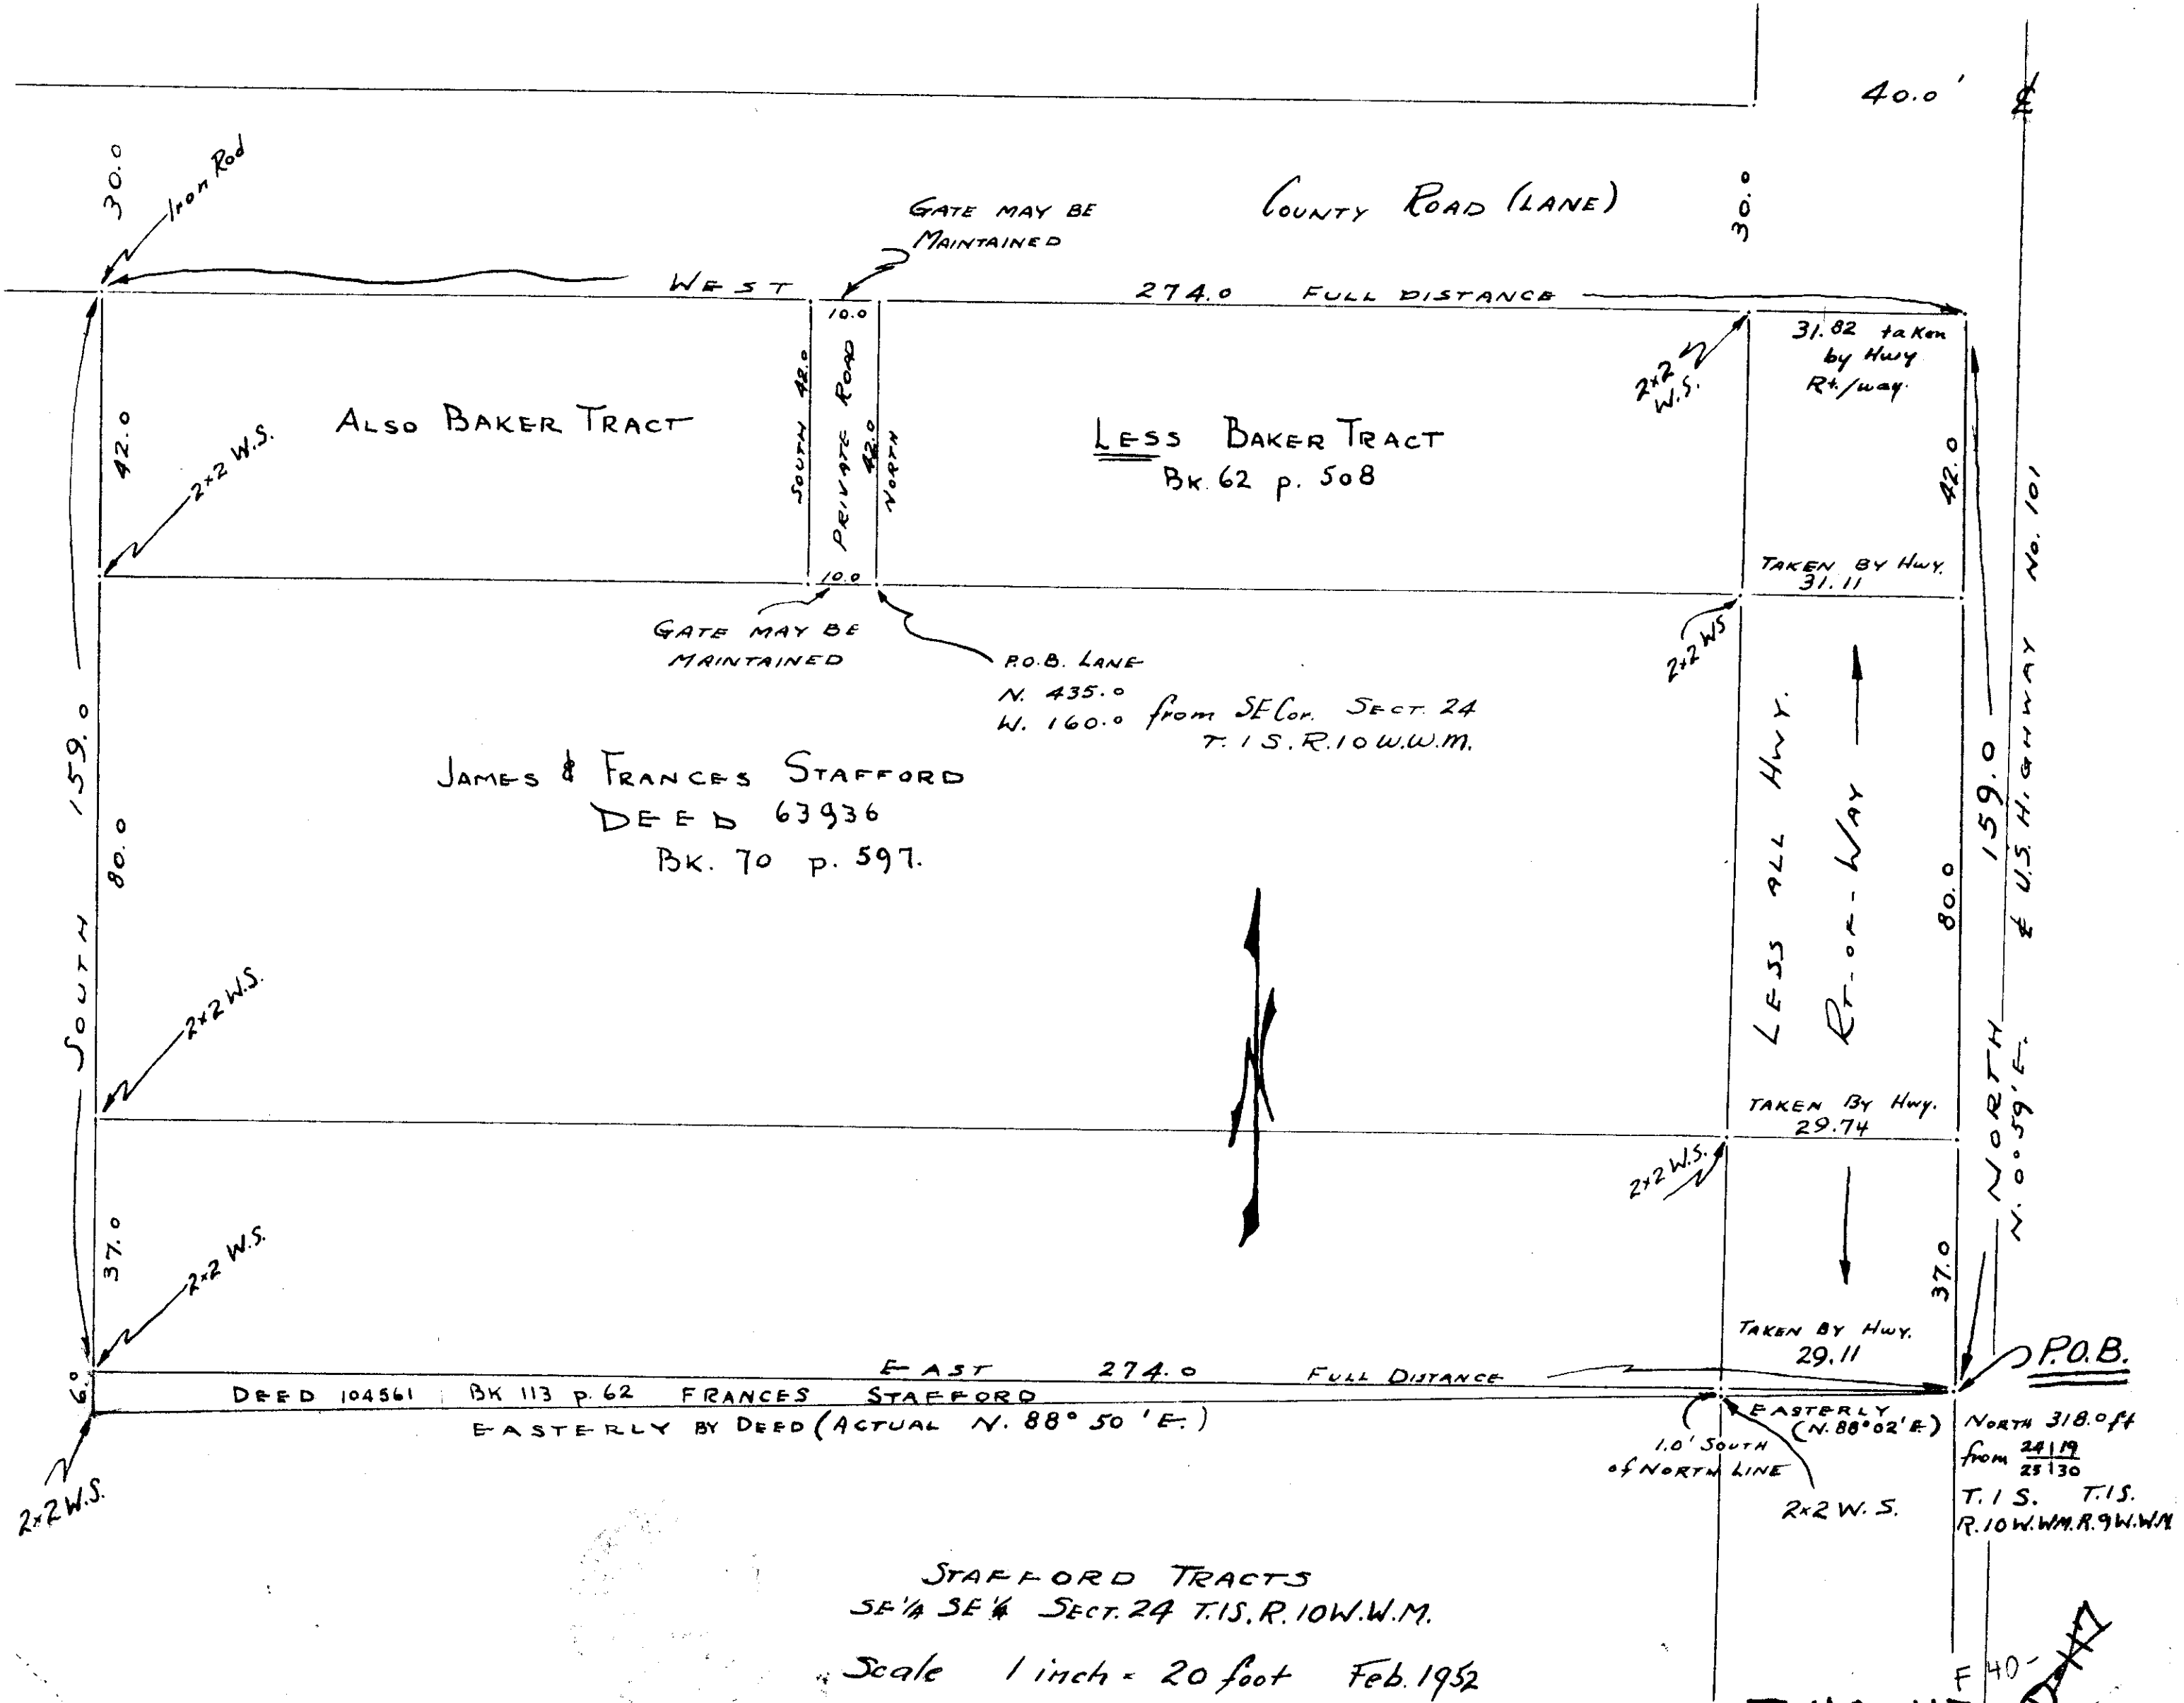 40.0'
30.0
Iron Rod
GATE MAY BE
MAINTAINED
COUNTY ROAD (LANE)
30.0
WEST
274.0 FULL DISTANCE
10.0
31.82 taken
by Hwy
Rt./way.
2x2
W.S.
ALSO BAKER TRACT
SOUTH 42.0
PRIVATE ROAD
42.0
NORTH
LESS BAKER TRACT
BK. 62 p. 508
42.0
2x2 W.S.
42.0
10.0
TAKEN BY HWY.
31.11
GATE MAY BE
MAINTAINED
P.O.B. LANE
N. 435.0
W. 160.0 from SE Cor. SECT. 24
T. 1 S. R. 10 W. W. M.
2x2 WS
JAMES & FRANCES STAFFORD
DEED 63936
BK. 70 p. 597.
SOUTH 159.0
80.0
LESS ALL HWY.
RT-OF-WAY
80.0
NORTH 159.0
N. 0° 59' E. ℄ U.S. HIGHWAY No. 101
2x2 W.S.
N
TAKEN BY Hwy.
29.74
2x2 W.S.
37.0
2x2 W.S.
37.0
TAKEN BY HWY.
29.11
P.O.B.
EAST 274.0 FULL DISTANCE
6.0
DEED 104561 BK 113 p. 62 FRANCES STAFFORD
EASTERLY BY DEED (ACTUAL N. 88° 50' E.)
EASTERLY
(N. 88° 02' E.)
1.0' SOUTH
of NORTH LINE
2x2 W.S.
NORTH 318.0 ft
from 24|19
25|30
T. 1 S. T. 1 S.
R. 10 W. WM. R. 9 W. WM
2x2 W.S.
STAFFORD TRACTS
SE 1/4 SE 1/4 SECT. 24 T. 1 S. R. 10 W. W. M.
Scale 1 inch = 20 foot Feb. 1952
40-